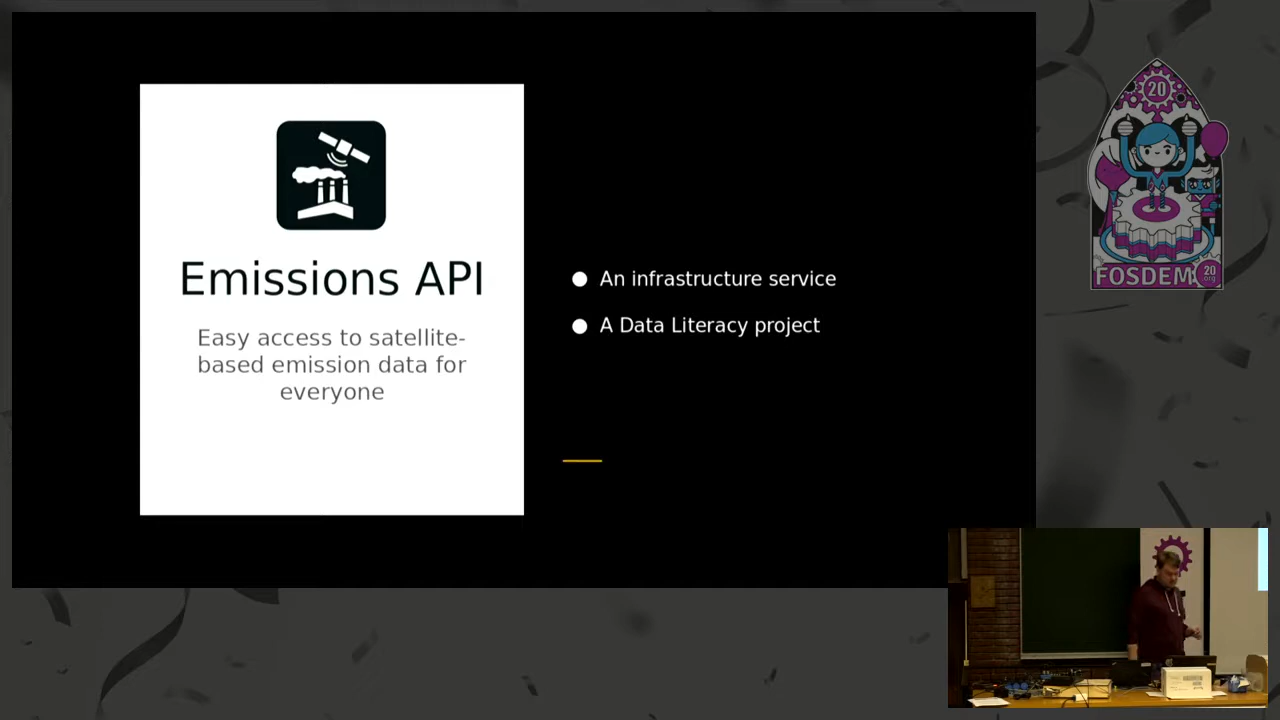 Emissions API
Easy access to satellite-
based emission data for
everyone
An infrastructure service
A Data Literacy project
20
FOSDEM
20
org